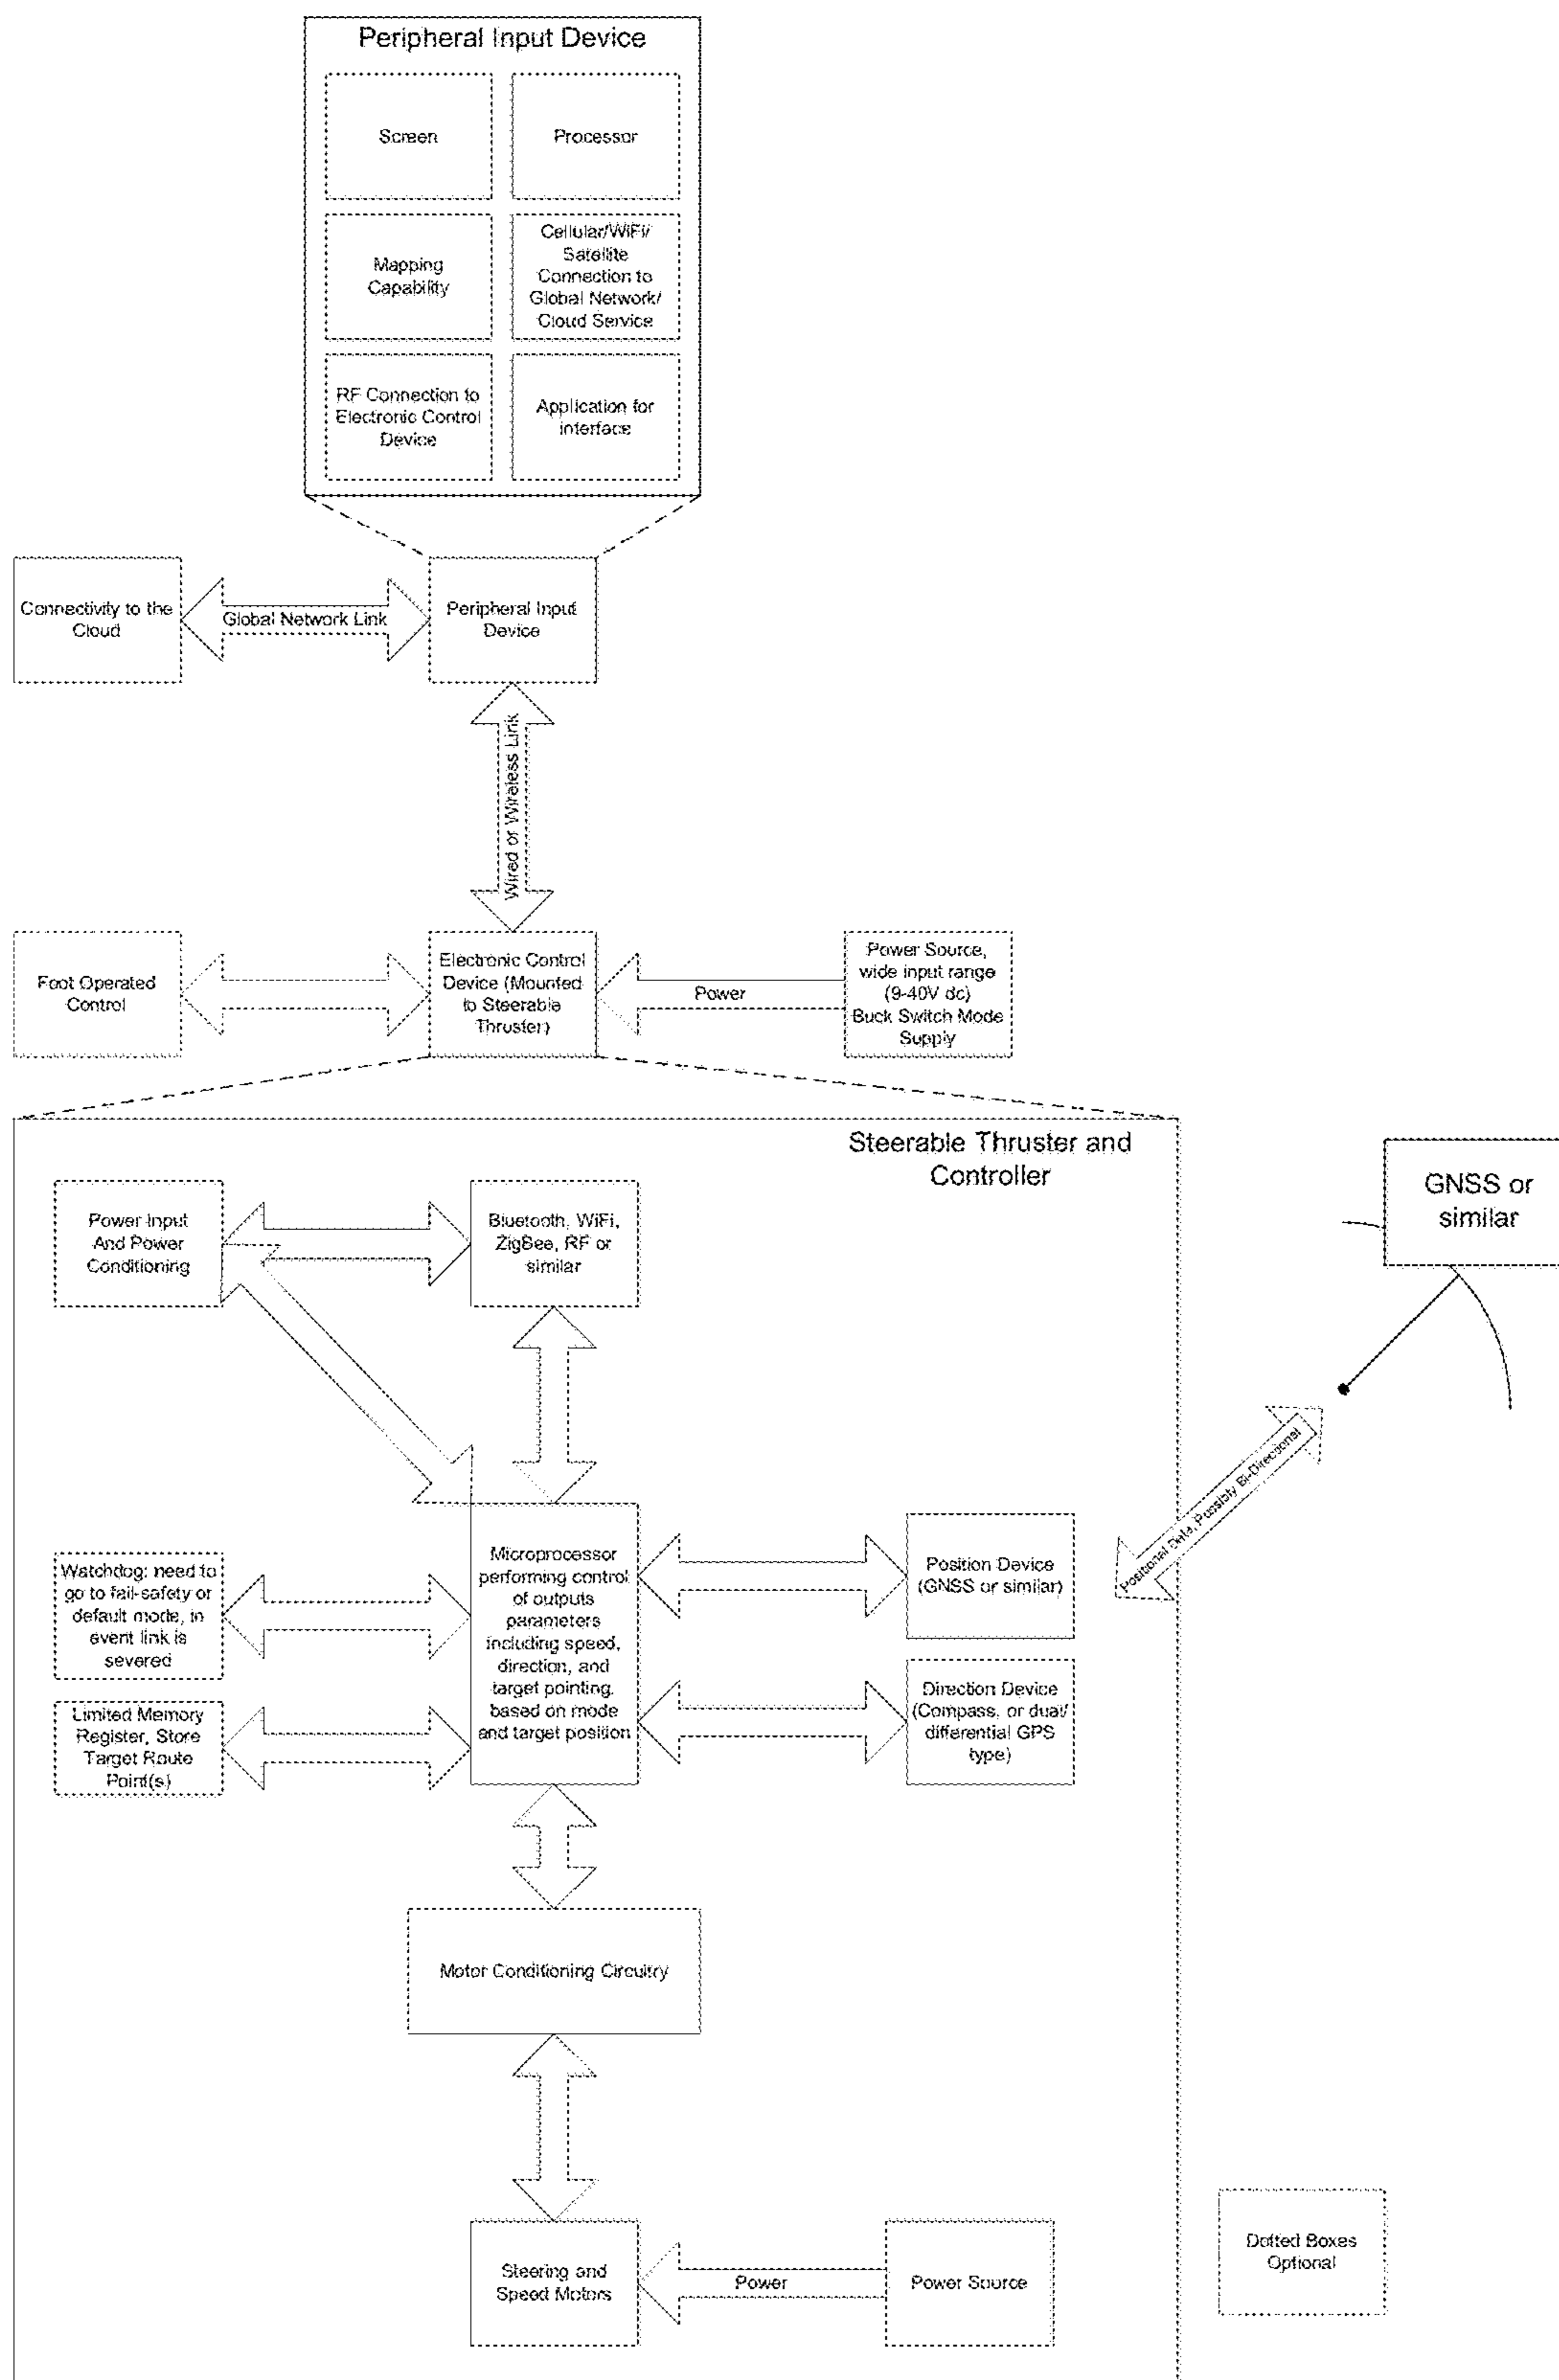 Peripheral Input Device
Screen
Processor
Mapping
Capability
Cellular/WiFi/
Satellite
Connection to
Global Network/
Cloud Service
RF Connection to
Electronic Control
Device
Application for
interface
Connectivity to the
Cloud
Global Network Link
Peripheral Input
Device
Wired or Wireless Link
Foot Operated
Control
Electronic Control
Device (Mounted
to Steerable
Thruster)
Power
Power Source,
wide input range
(9-40V dc)
Buck Switch Mode
Supply
Steerable Thruster and
Controller
GNSS or
similar
Power Input
And Power
Conditioning
Bluetooth, WiFi,
ZigBee, RF or
similar
Positional Data, Possibly Bi-Directional
Watchdog: need to
go to fail-safety or
default mode, in
event link is
severed
Microprocessor
performing control
of outputs
parameters
including speed,
direction, and
target pointing,
based on mode
and target position
Position Device
(GNSS or similar)
Limited Memory
Register, Store
Target Route
Point(s)
Direction Device
(Compass, or dual/
differential GPS
type)
Motor Conditioning Circuitry
Steering and
Speed Motors
Power
Power Source
Dotted Boxes
Optional